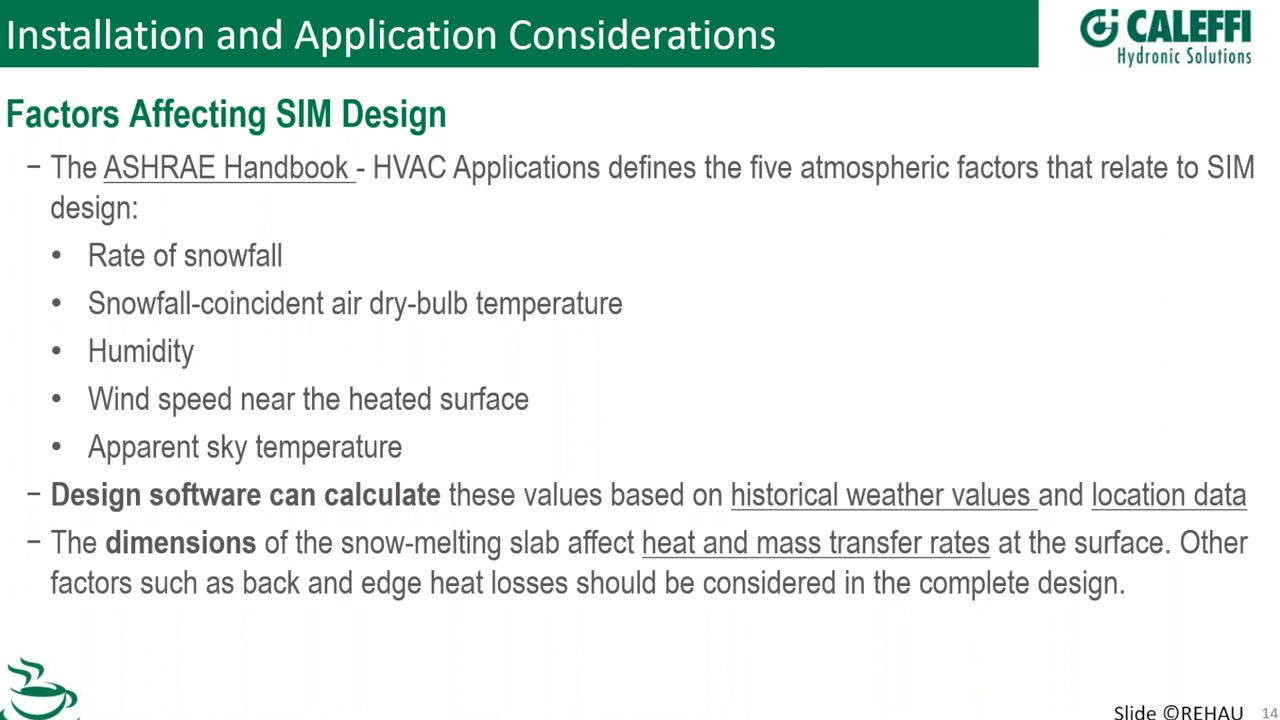 Installation and Application Considerations
CALEFFI
Hydronic Solutions
Factors Affecting SIM Design
− The ASHRAE Handbook - HVAC Applications defines the five atmospheric factors that relate to SIM
design:
• Rate of snowfall
• Snowfall-coincident air dry-bulb temperature
• Humidity
• Wind speed near the heated surface
• Apparent sky temperature
− Design software can calculate these values based on historical weather values and location data
− The dimensions of the snow-melting slab affect heat and mass transfer rates at the surface. Other
factors such as back and edge heat losses should be considered in the complete design.
Slide ©REHAU 14